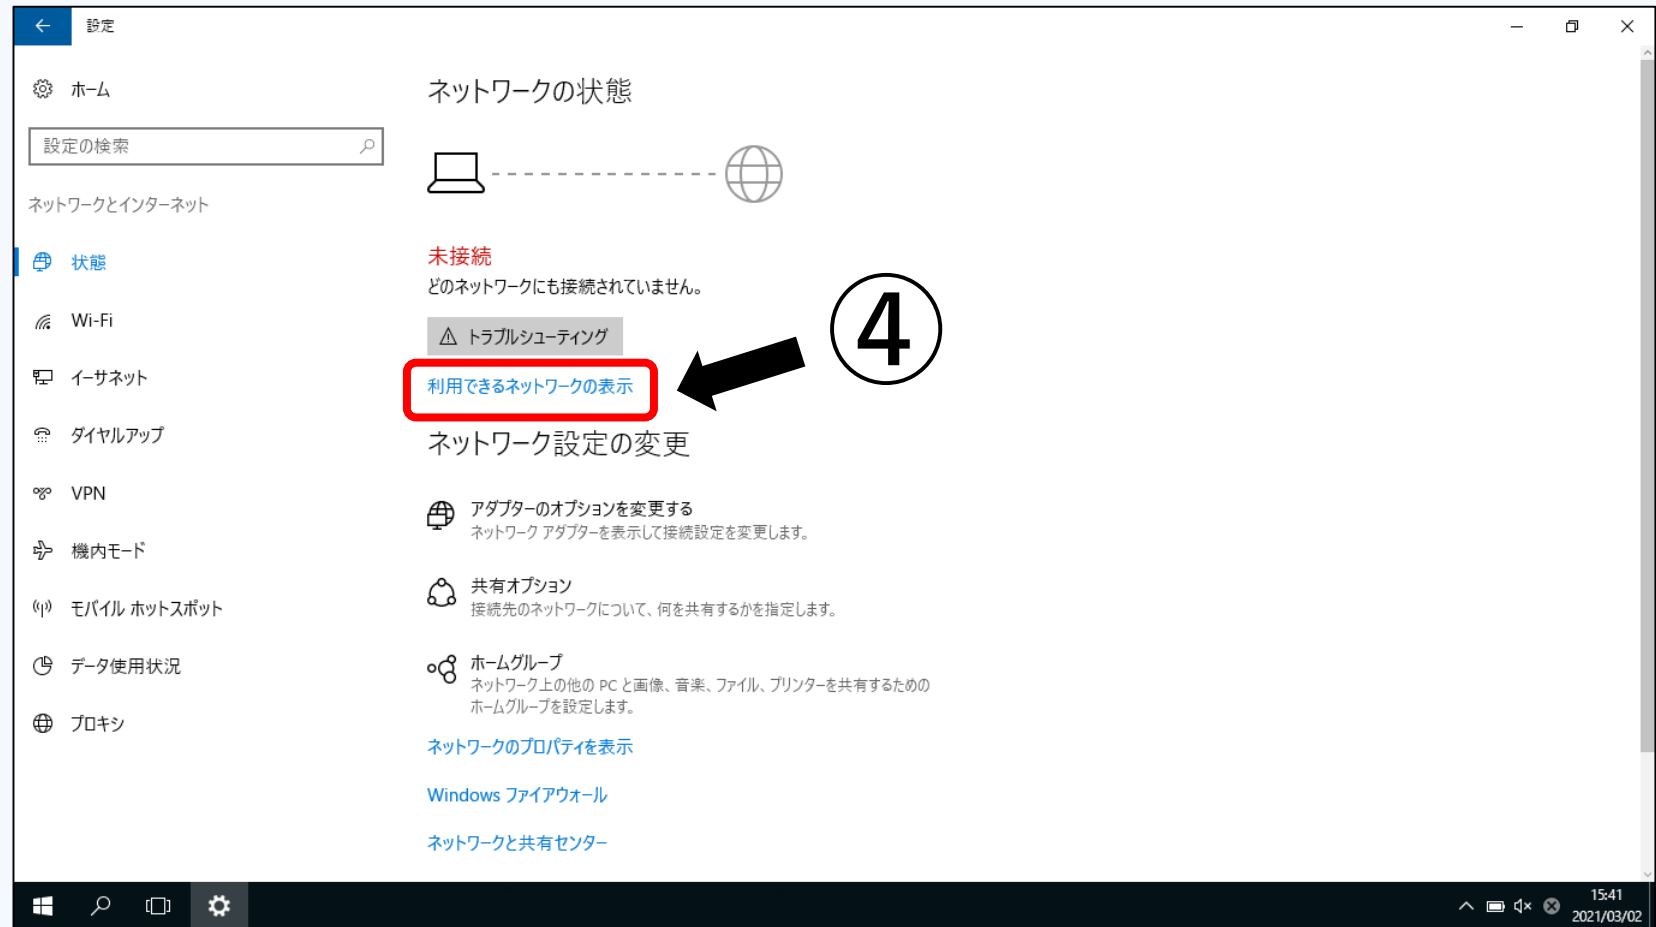 設定
ホーム
設定の検索
ネットワークとインターネット
状態
Wi-Fi
イーサネット
ダイヤルアップ
VPN
機内モード
モバイル ホットスポット
データ使用状況
プロキシ
ネットワークの状態
未接続
どのネットワークにも接続されていません。
トラブルシューティング
利用できるネットワークの表示
④
ネットワーク設定の変更
アダプターのオプションを変更する
ネットワーク アダプターを表示して接続設定を変更します。
共有オプション
接続先のネットワークについて、何を共有するかを指定します。
ホームグループ
ネットワーク上の他の PC と画像、音楽、ファイル、プリンターを共有するための
ホームグループを設定します。
ネットワークのプロパティを表示
Windows ファイアウォール
ネットワークと共有センター
15:41
2021/03/02